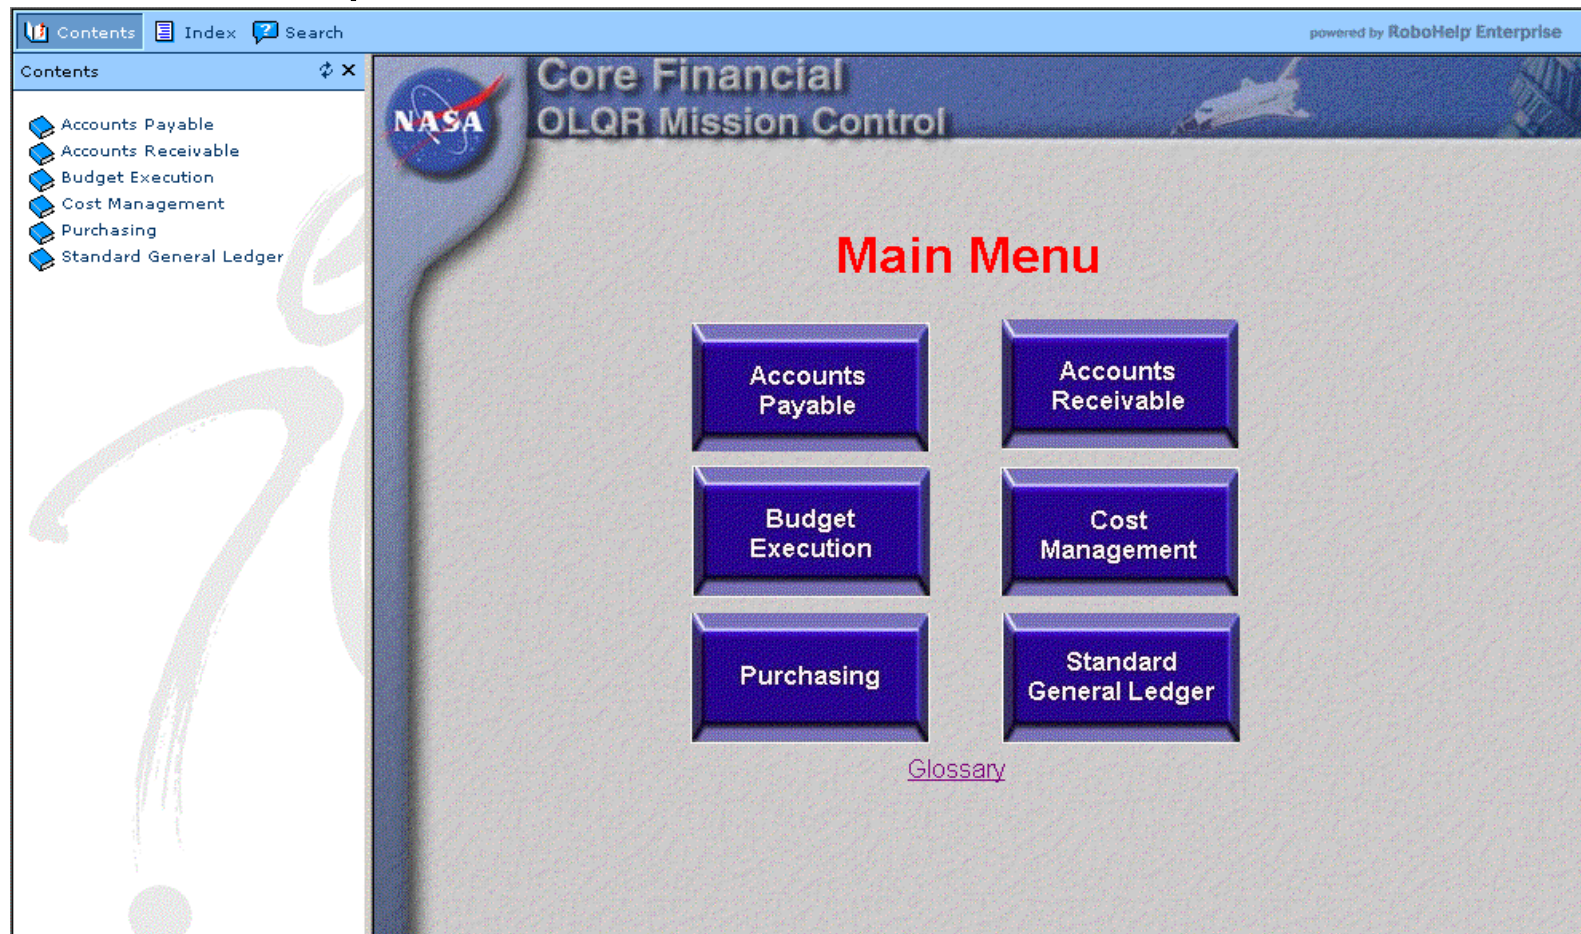 Contents Index Search
powered by RoboHelp Enterprise
Contents
Accounts Payable
Accounts Receivable
Budget Execution
Cost Management
Purchasing
Standard General Ledger
NASA
Core Financial
OLQR Mission Control
Main Menu
Accounts
Payable
Accounts
Receivable
Budget
Execution
Cost
Management
Purchasing
Standard
General Ledger
Glossary